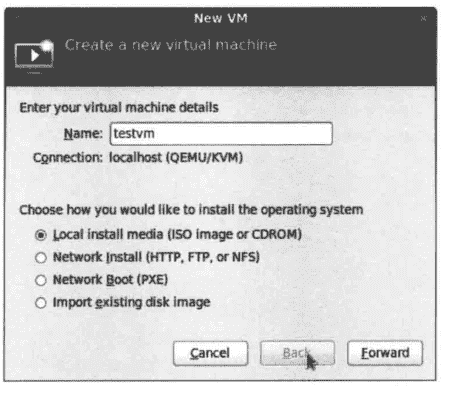 New VM
Create a new virtual machine
Enter your virtual machine details
Name: testvm
Connection: localhost (QEMU/KVM)
Choose how you would like to install the operating system
Local install media (ISO image or CDROM)
Network Install (HTTP, FTP, or NFS)
Network Boot (PXE)
Import existing disk image
Cancel Back Forward